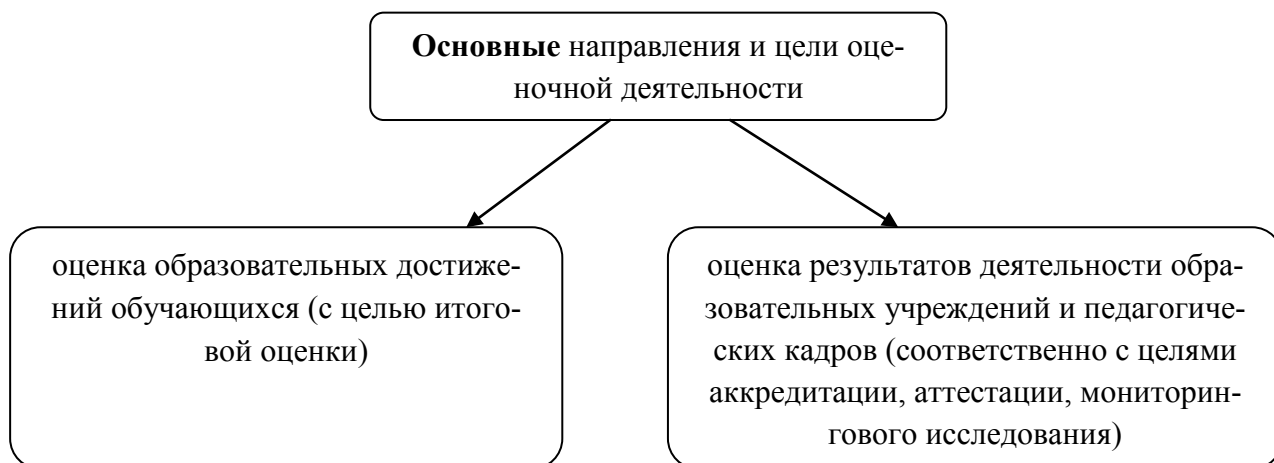 Основные направления и цели оце-
ночной деятельности
оценка образовательных достиже-
ний обучающихся (с целью итого-
вой оценки)
оценка результатов деятельности обра-
зовательных учреждений и педагогиче-
ских кадров (соответственно с целями
аккредитации, аттестации, мониторин-
гового исследования)